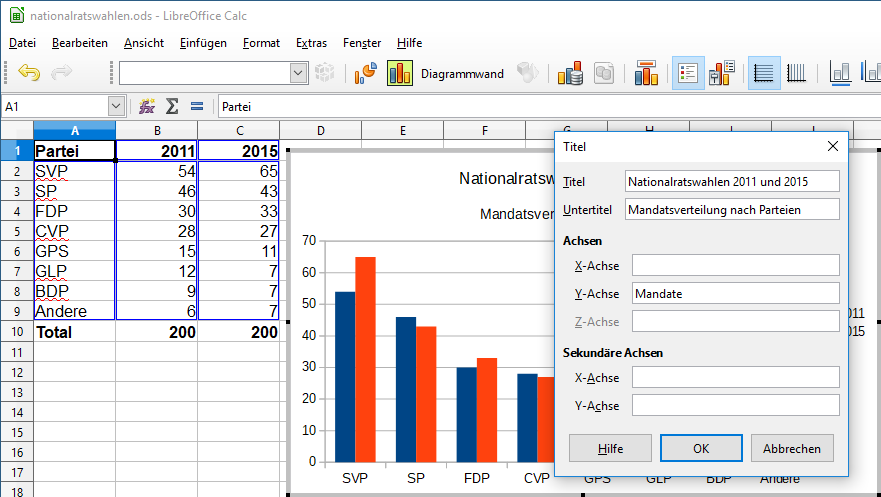 nationalratswahlen.ods - LibreOffice Calc
Datei Bearbeiten Ansicht Einfügen Format Extras Fenster Hilfe
Diagrammwand
A1 Partei
A B C D E F G H I
1 Partei 2011 2015
2 SVP 54 65
3 SP 46 43
4 FDP 30 33
5 CVP 28 27
6 GPS 15 11
7 GLP 12 7
8 BDP 9 7
9 Andere 6 7
10 Total 200 200
11
12
13
14
15
16
17
18
Nationalratsw
Mandatsver
70
60
50
40
30
20
10
0
SVP SP FDP CVP GPS GLP BDP Andere
011
015
Titel
Titel Nationalratswahlen 2011 und 2015
Untertitel Mandatsverteilung nach Parteien
Achsen
X-Achse
Y-Achse Mandate
Z-Achse
Sekundäre Achsen
X-Achse
Y-Achse
Hilfe OK Abbrechen